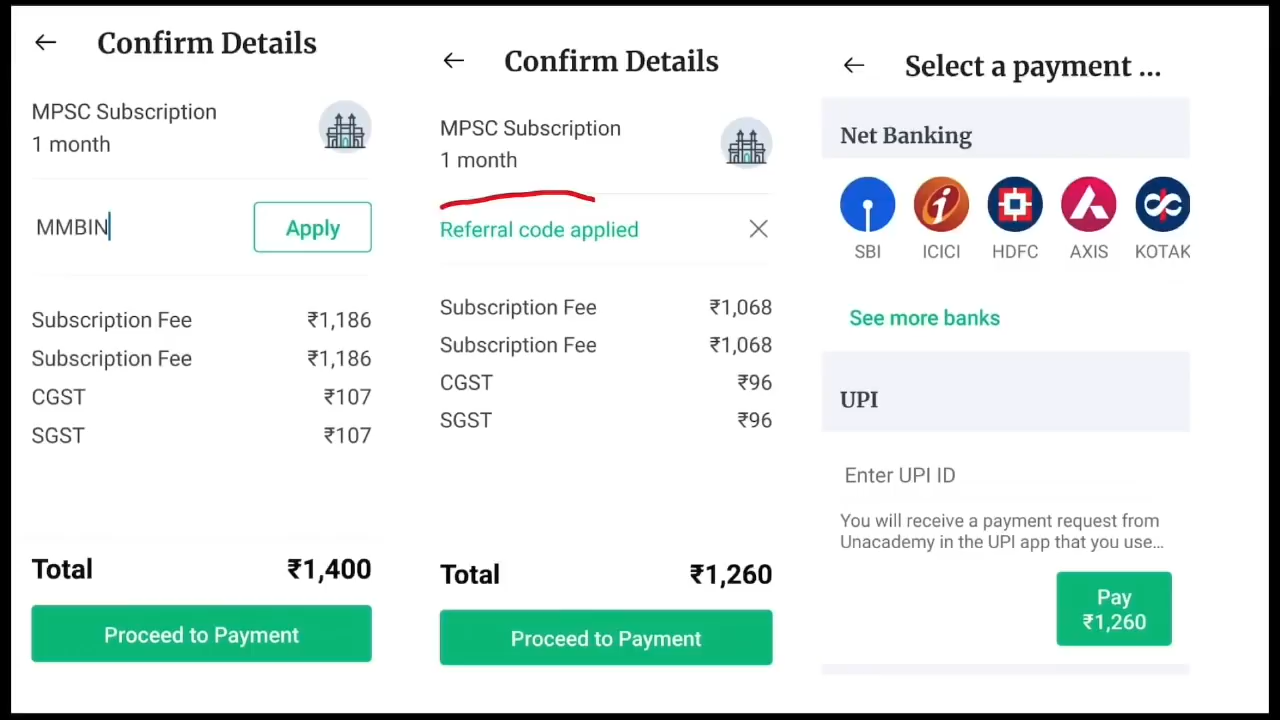 Confirm Details
MPSC Subscription
1 month
MMBIN
Apply
Subscription Fee ₹1,186
Subscription Fee ₹1,186
CGST ₹107
SGST ₹107
Total ₹1,400
Proceed to Payment
Confirm Details
MPSC Subscription
1 month
Referral code applied
Subscription Fee ₹1,068
Subscription Fee ₹1,068
CGST ₹96
SGST ₹96
Total ₹1,260
Proceed to Payment
Select a payment ...
Net Banking
SBI ICICI HDFC AXIS KOTAK
See more banks
UPI
Enter UPI ID
You will receive a payment request from
Unacademy in the UPI app that you use...
Pay
₹1,260